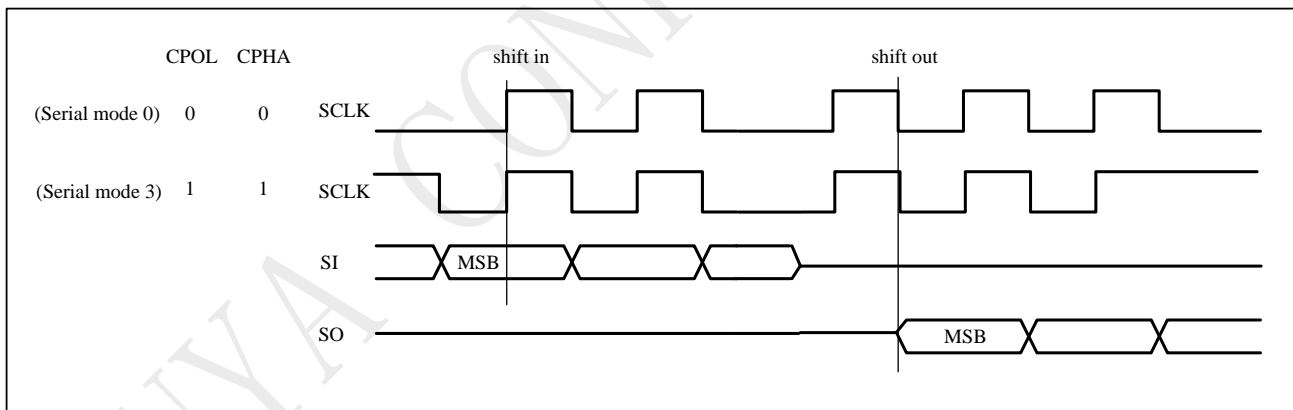 CPOL CPHA shift in shift out
(Serial mode 0) 0 0 SCLK
(Serial mode 3) 1 1 SCLK
SI MSB
SO MSB